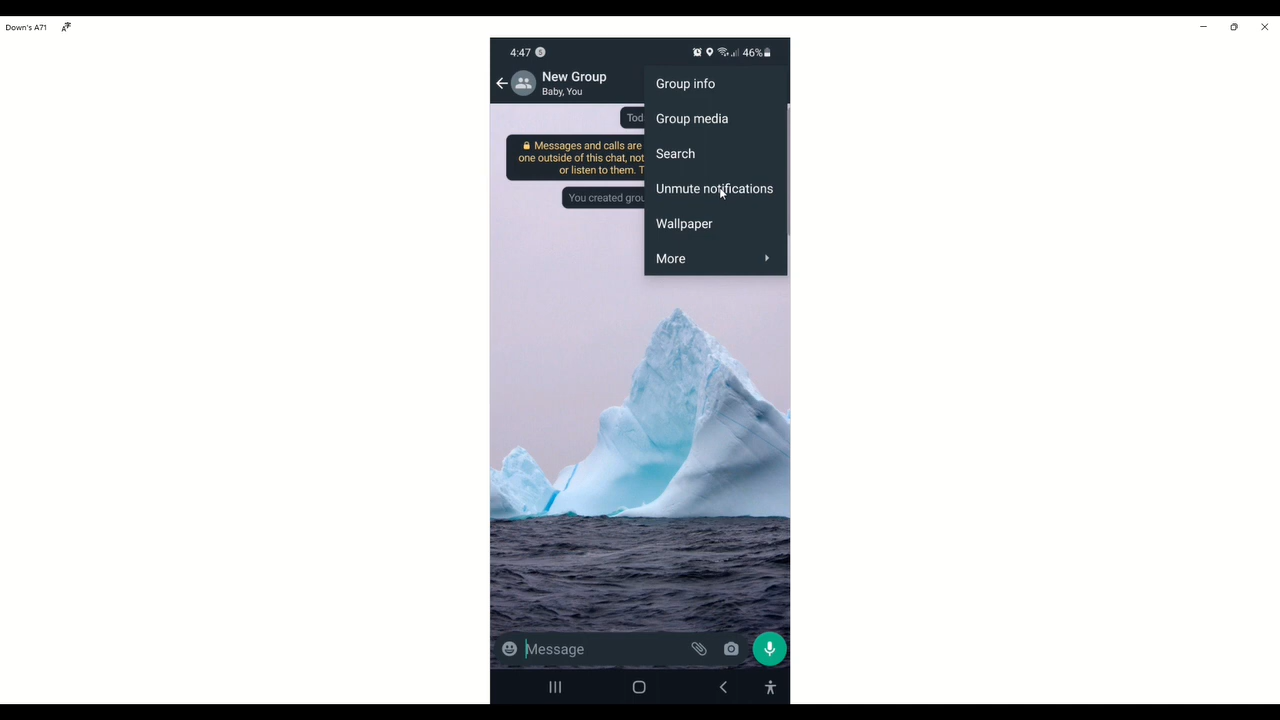 Down's A71
4:47
46%
New Group
Baby, You
Group info
Group media
Search
Unmute notifications
Wallpaper
More
Messages and calls are
one outside of this chat, not
or listen to them.
You created
Message